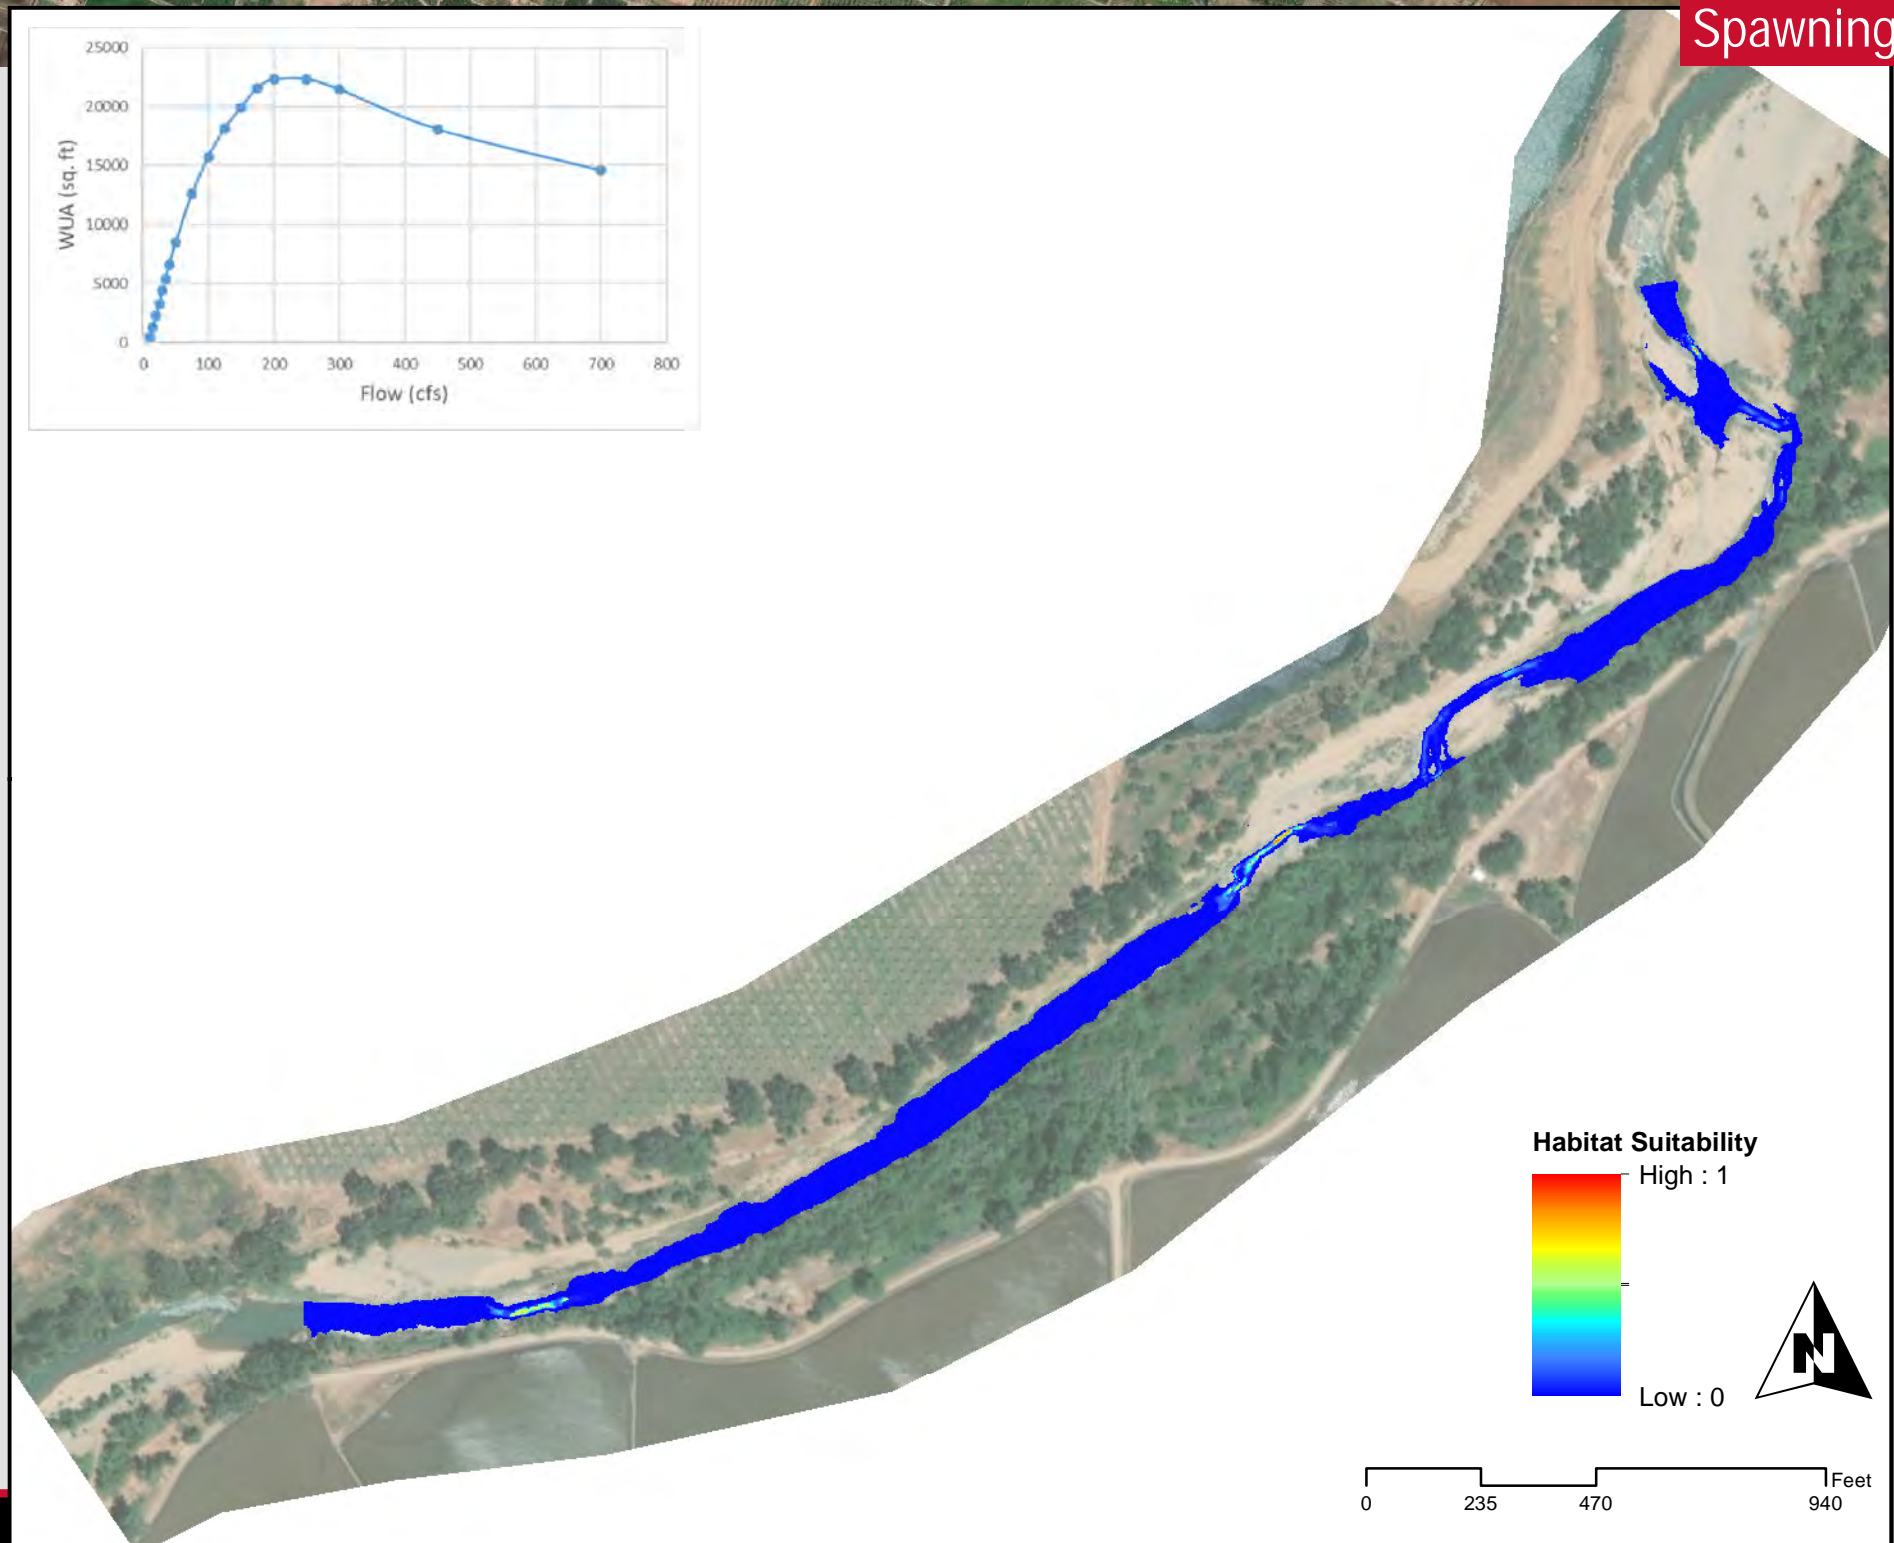 Spawning
25000
20000
15000
10000
5000
0
WUA (sq. ft)
0 100 200 300 400 500 600 700 800
Flow (cfs)
Habitat Suitability
High : 1
Low : 0
N
Feet
0 235 470 940